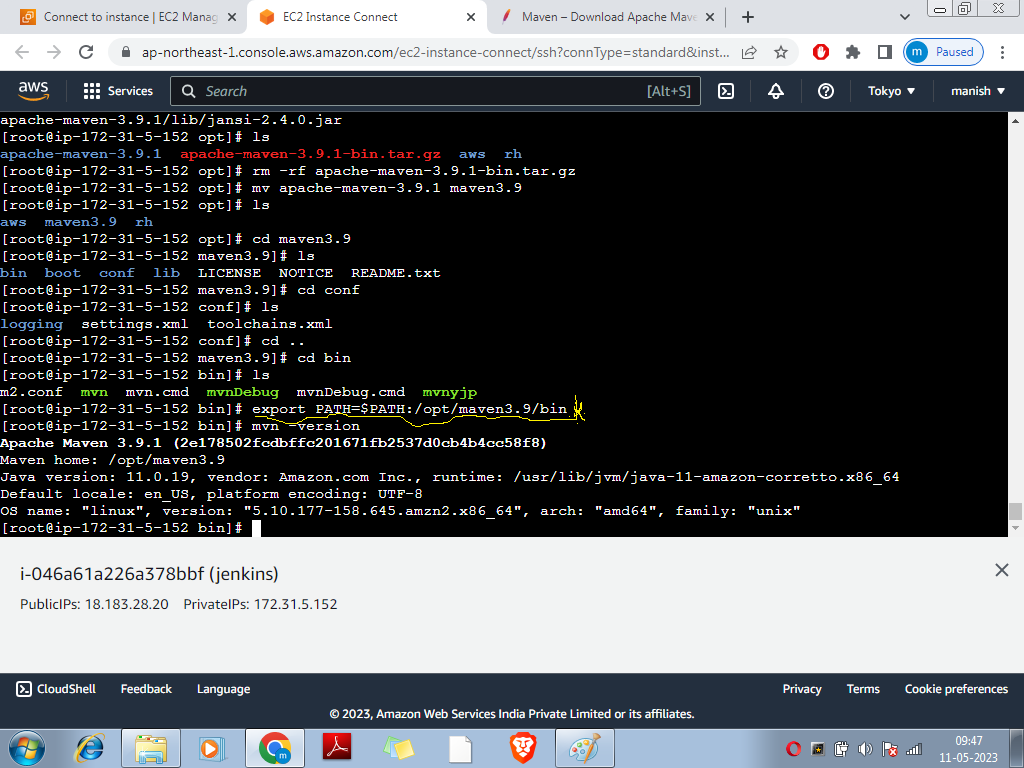 Connect to instance | EC2 Manag
EC2 Instance Connect
Maven – Download Apache Mav
ap-northeast-1.console.aws.amazon.com/ec2-instance-connect/ssh?connType=standard&inst...
m Paused
aws
Services
Search [Alt+S]
Tokyo ▼
manish ▼
apache-maven-3.9.1/lib/jansi-2.4.0.jar
[root@ip-172-31-5-152 opt]# ls
apache-maven-3.9.1 apache-maven-3.9.1-bin.tar.gz aws rh
[root@ip-172-31-5-152 opt]# rm -rf apache-maven-3.9.1-bin.tar.gz
[root@ip-172-31-5-152 opt]# mv apache-maven-3.9.1 maven3.9
[root@ip-172-31-5-152 opt]# ls
aws maven3.9 rh
[root@ip-172-31-5-152 opt]# cd maven3.9
[root@ip-172-31-5-152 maven3.9]# ls
bin boot conf lib LICENSE NOTICE README.txt
[root@ip-172-31-5-152 maven3.9]# cd conf
[root@ip-172-31-5-152 conf]# ls
logging settings.xml toolchains.xml
[root@ip-172-31-5-152 conf]# cd ..
[root@ip-172-31-5-152 maven3.9]# cd bin
[root@ip-172-31-5-152 bin]# ls
m2.conf mvn mvn.cmd mvnDebug mvnDebug.cmd mvnyjp
[root@ip-172-31-5-152 bin]# export PATH=$PATH:/opt/maven3.9/bin
[root@ip-172-31-5-152 bin]# mvn -version
Apache Maven 3.9.1 (2e178502fcdbffc201671fb2537d0cb4b4cc58f8)
Maven home: /opt/maven3.9
Java version: 11.0.19, vendor: Amazon.com Inc., runtime: /usr/lib/jvm/java-11-amazon-corretto.x86_64
Default locale: en_US, platform encoding: UTF-8
OS name: "linux", version: "5.10.177-158.645.amzn2.x86_64", arch: "amd64", family: "unix"
[root@ip-172-31-5-152 bin]#
i-046a61a226a378bbf (jenkins)
PublicIPs: 18.183.28.20 PrivateIPs: 172.31.5.152
CloudShell Feedback Language Privacy Terms Cookie preferences
© 2023, Amazon Web Services India Private Limited or its affiliates.
09:47
11-05-2023